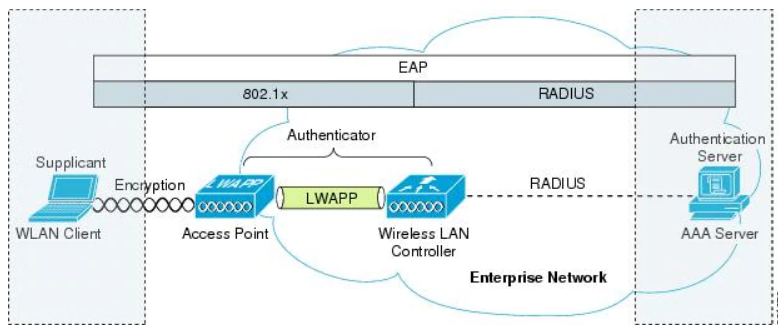 EAP
802.1x
RADIUS
Authenticator
Authentication
Server
Supplicant
Encryption
LWAPP
LWAPP
RADIUS
WLAN Client
Access Point
Wireless LAN
Controller
AAA Server
Enterprise Network